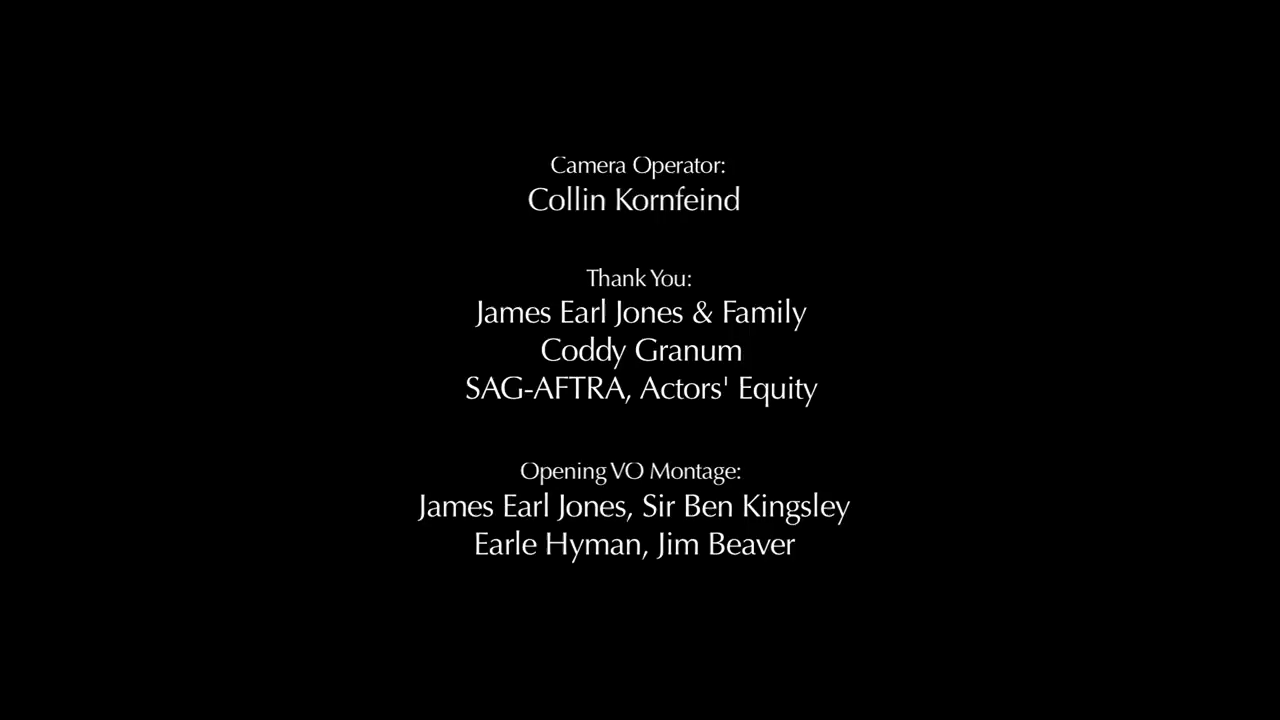 Camera Operator:
Collin Kornfeind
Thank You:
James Earl Jones & Family
Coddy Granum
SAG-AFTRA, Actors' Equity
Opening VO Montage:
James Earl Jones, Sir Ben Kingsley
Earle Hyman, Jim Beaver